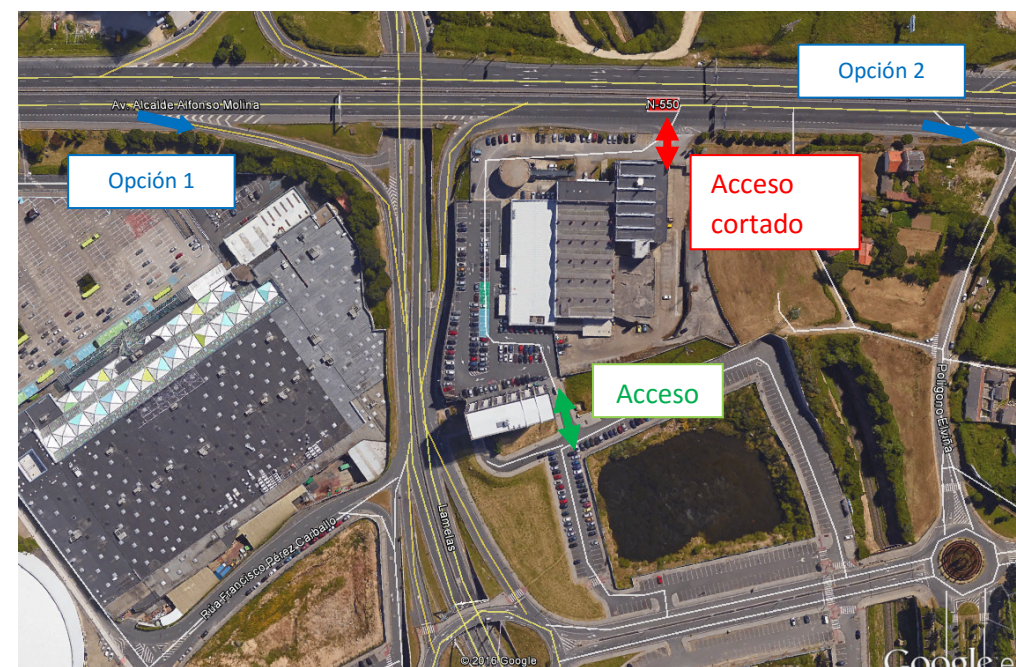 Opción 2
Av. Alcalde Alfonso Molina
N-550
Opción 1
Acceso
cortado
Acceso
Polígono Elviña
Lamelas
Rúa Francisco Pérez Carballo
© 2016 Google
Google e